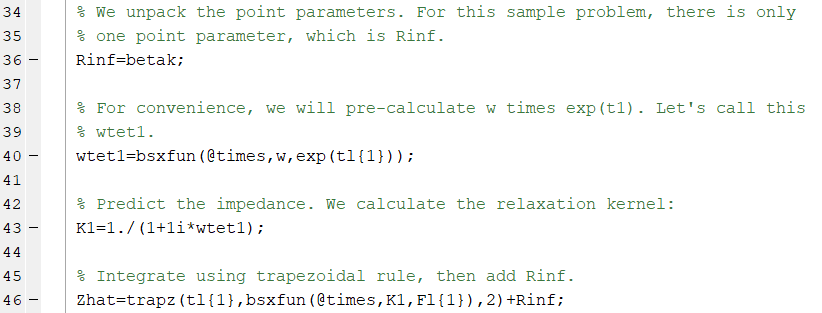 34 % We unpack the point parameters. For this sample problem, there is only
35 % one point parameter, which is Rinf.
36 – Rinf=betak;
37
38 % For convenience, we will pre-calculate w times exp(t1). Let's call this
39 % wtet1.
40 – wtet1=bsxfun(@times,w,exp(tl{1}));
41
42 % Predict the impedance. We calculate the relaxation kernel:
43 – K1=1./(1+1i*wtet1);
44
45 % Integrate using trapezoidal rule, then add Rinf.
46 – Zhat=trapz(tl{1},bsxfun(@times,K1,Fl{1}),2)+Rinf;